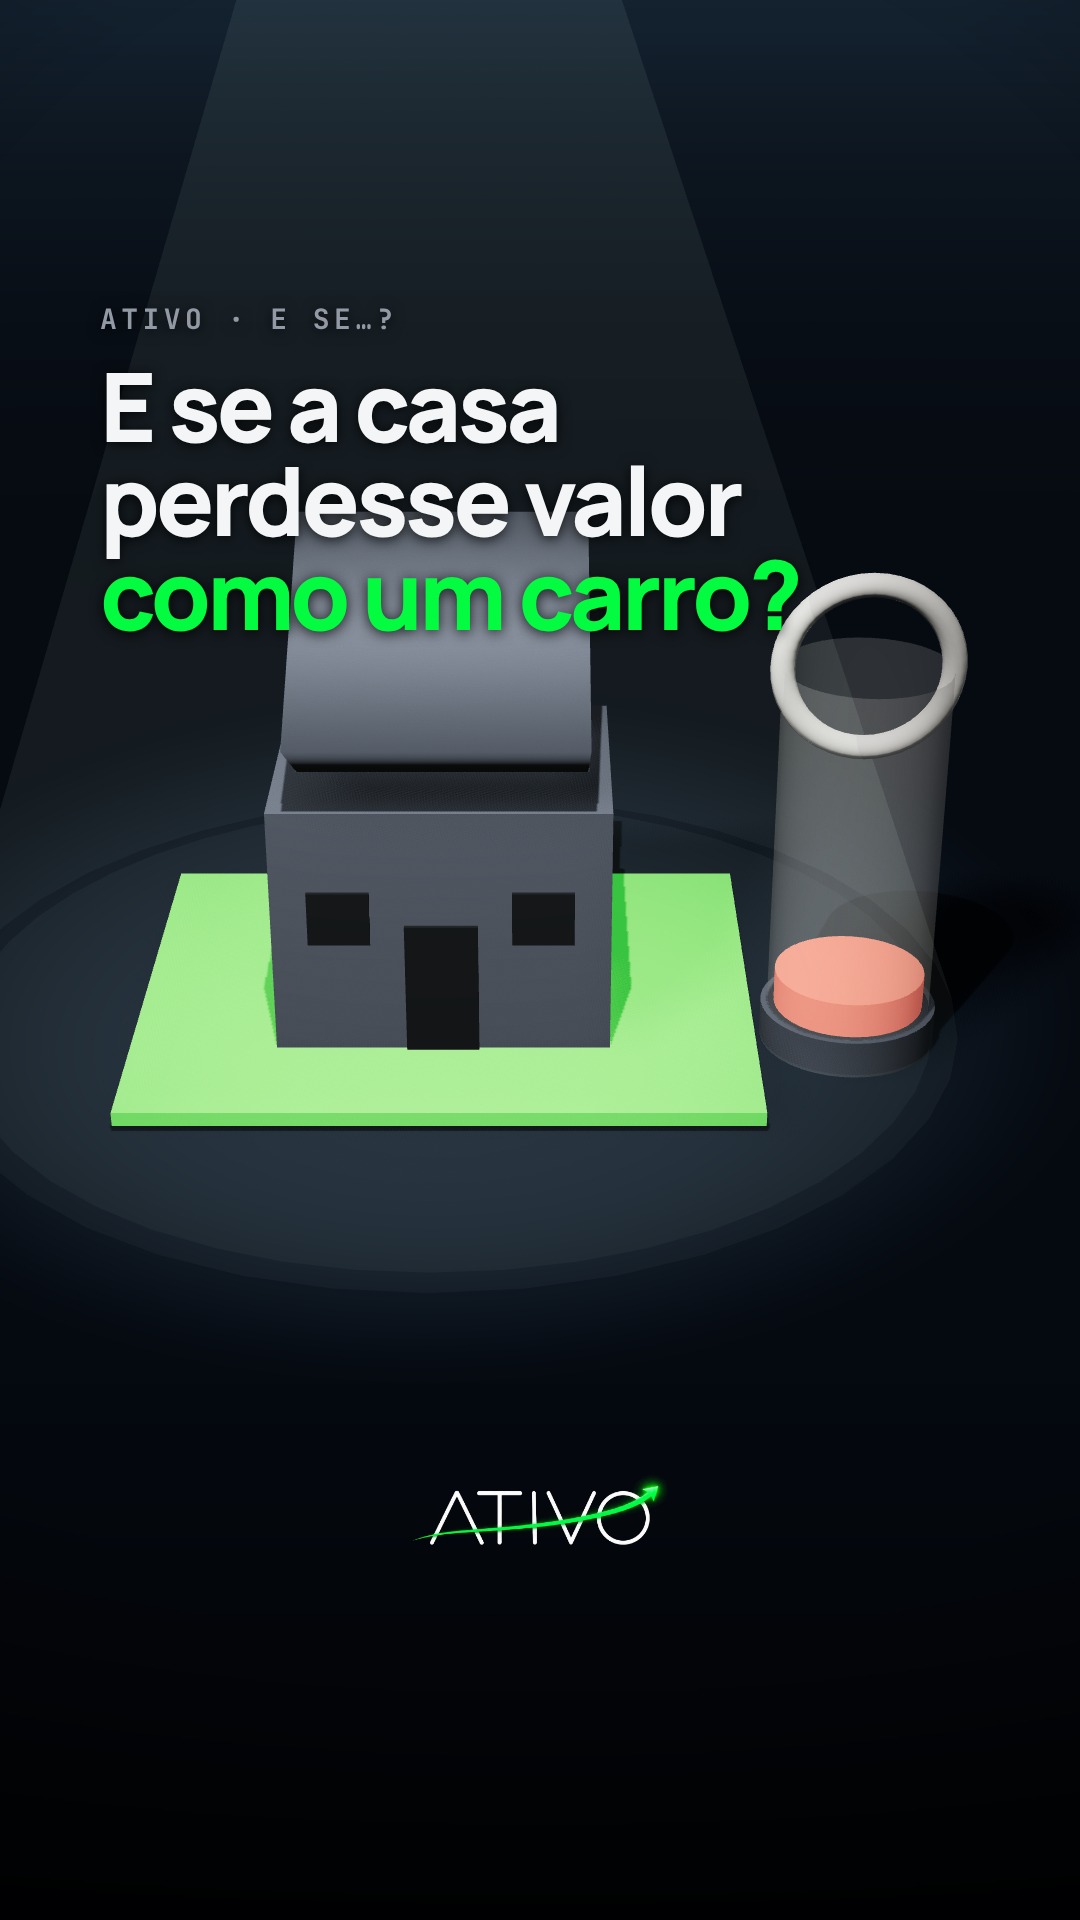 ATIVO · E SE…?
E se a casa
perdesse valor
como um carro?
ATIVO